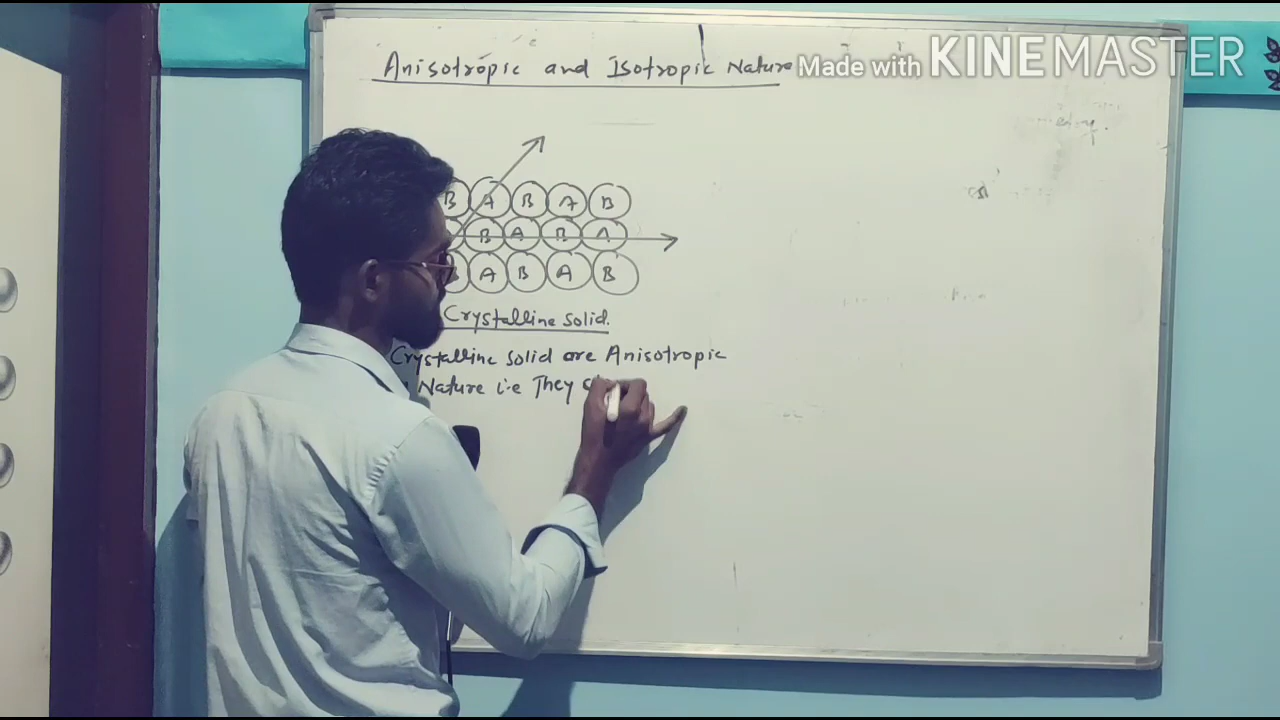 Anisotropic and Isotropic Nature
Made with KINEMASTER
B A B A B
B A B A
A B A B
Crystalline Solid.
Crystalline Solid are Anisotropic
Nature i.e They